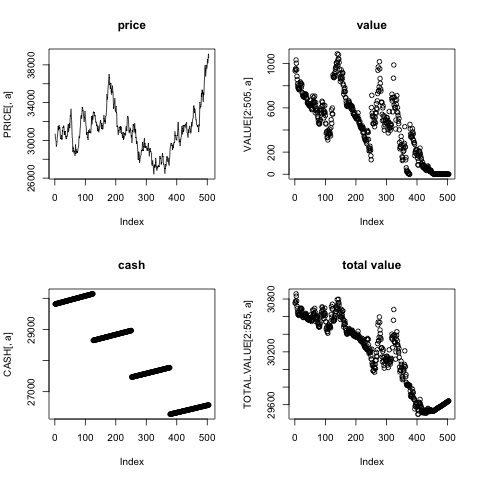 price
PRICE[, a]
26000 30000 34000 38000
0 100 200 300 400 500
Index
value
VALUE[2:505, a]
0 200 600 1000
0 100 200 300 400 500
Index
cash
CASH[, a]
27000 29000
0 100 200 300 400 500
Index
total value
TOTAL.VALUE[2:505, a]
29600 30200 30800
0 100 200 300 400 500
Index